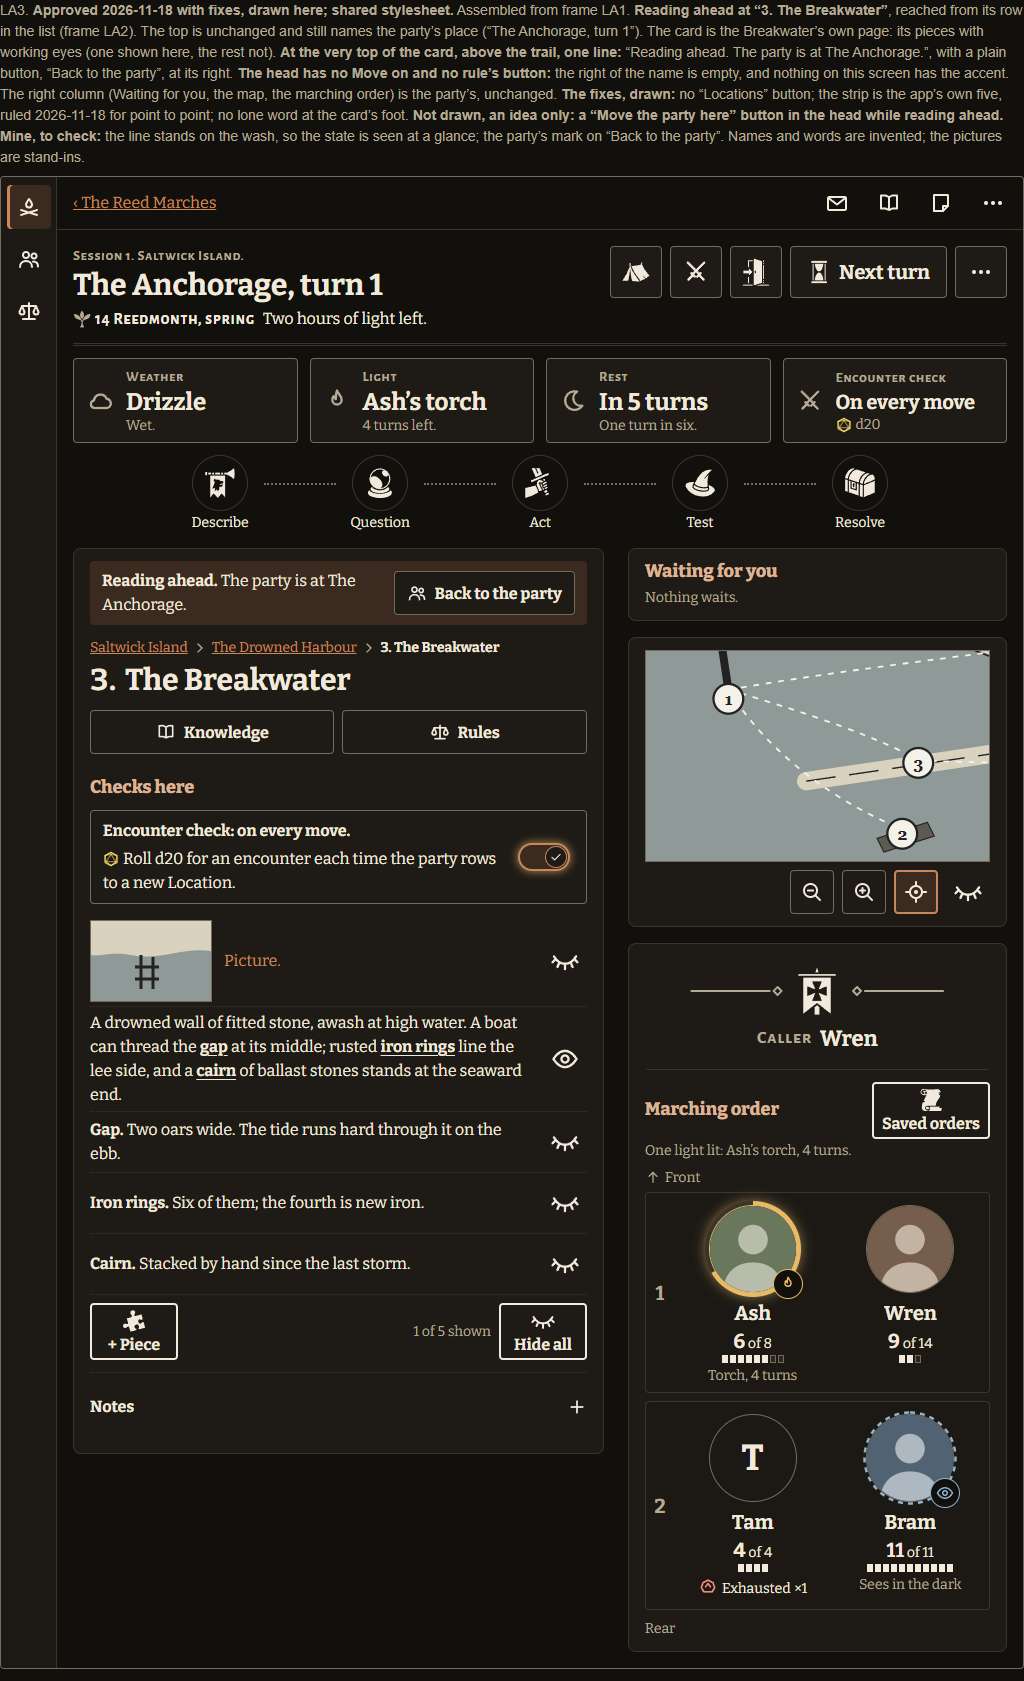 LA3. Approved 2026-11-18 with fixes, drawn here; shared stylesheet. Assembled from frame LA1. Reading ahead at “3. The Breakwater”, reached from its row
in the list (frame LA2). The top is unchanged and still names the party’s place (“The Anchorage, turn 1”). The card is the Breakwater’s own page: its pieces with
working eyes (one shown here, the rest not). At the very top of the card, above the trail, one line: “Reading ahead. The party is at The Anchorage.”, with a plain
button, “Back to the party”, at its right. The head has no Move on and no rule’s button: the right of the name is empty, and nothing on this screen has the accent.
The right column (Waiting for you, the map, the marching order) is the party’s, unchanged. The fixes, drawn: no “Locations” button; the strip is the app’s own five,
ruled 2026-11-18 for point to point; no lone word at the card’s foot. Not drawn, an idea only: a “Move the party here” button in the head while reading ahead.
Mine, to check: the line stands on the wash, so the state is seen at a glance; the party’s mark on “Back to the party”. Names and words are invented; the pictures
are stand-ins.
‹ The Reed Marches
Session 1. Saltwick Island.
The Anchorage, turn 1
Next turn
14 Reedmonth, spring Two hours of light left.
Weather
Drizzle
Wet.
Light
Ash’s torch
4 turns left.
Rest
In 5 turns
One turn in six.
Encounter check
On every move
d20
Describe
Question
Act
Test
Resolve
Reading ahead. The party is at The
Anchorage.
Back to the party
Saltwick Island > The Drowned Harbour > 3. The Breakwater
3. The Breakwater
Knowledge
Rules
Checks here
Encounter check: on every move.
Roll d20 for an encounter each time the party rows
to a new Location.
Picture.
A drowned wall of fitted stone, awash at high water. A boat
can thread the gap at its middle; rusted iron rings line the
lee side, and a cairn of ballast stones stands at the seaward
end.
Gap. Two oars wide. The tide runs hard through it on the
ebb.
Iron rings. Six of them; the fourth is new iron.
Cairn. Stacked by hand since the last storm.
+ Piece
1 of 5 shown
Hide all
Notes
Waiting for you
Nothing waits.
1
3
2
Caller Wren
Marching order
Saved orders
One light lit: Ash’s torch, 4 turns.
↑ Front
1
Ash
6 of 8
Torch, 4 turns
Wren
9 of 14
2
T
Tam
4 of 4
Exhausted ×1
Bram
11 of 11
Sees in the dark
Rear